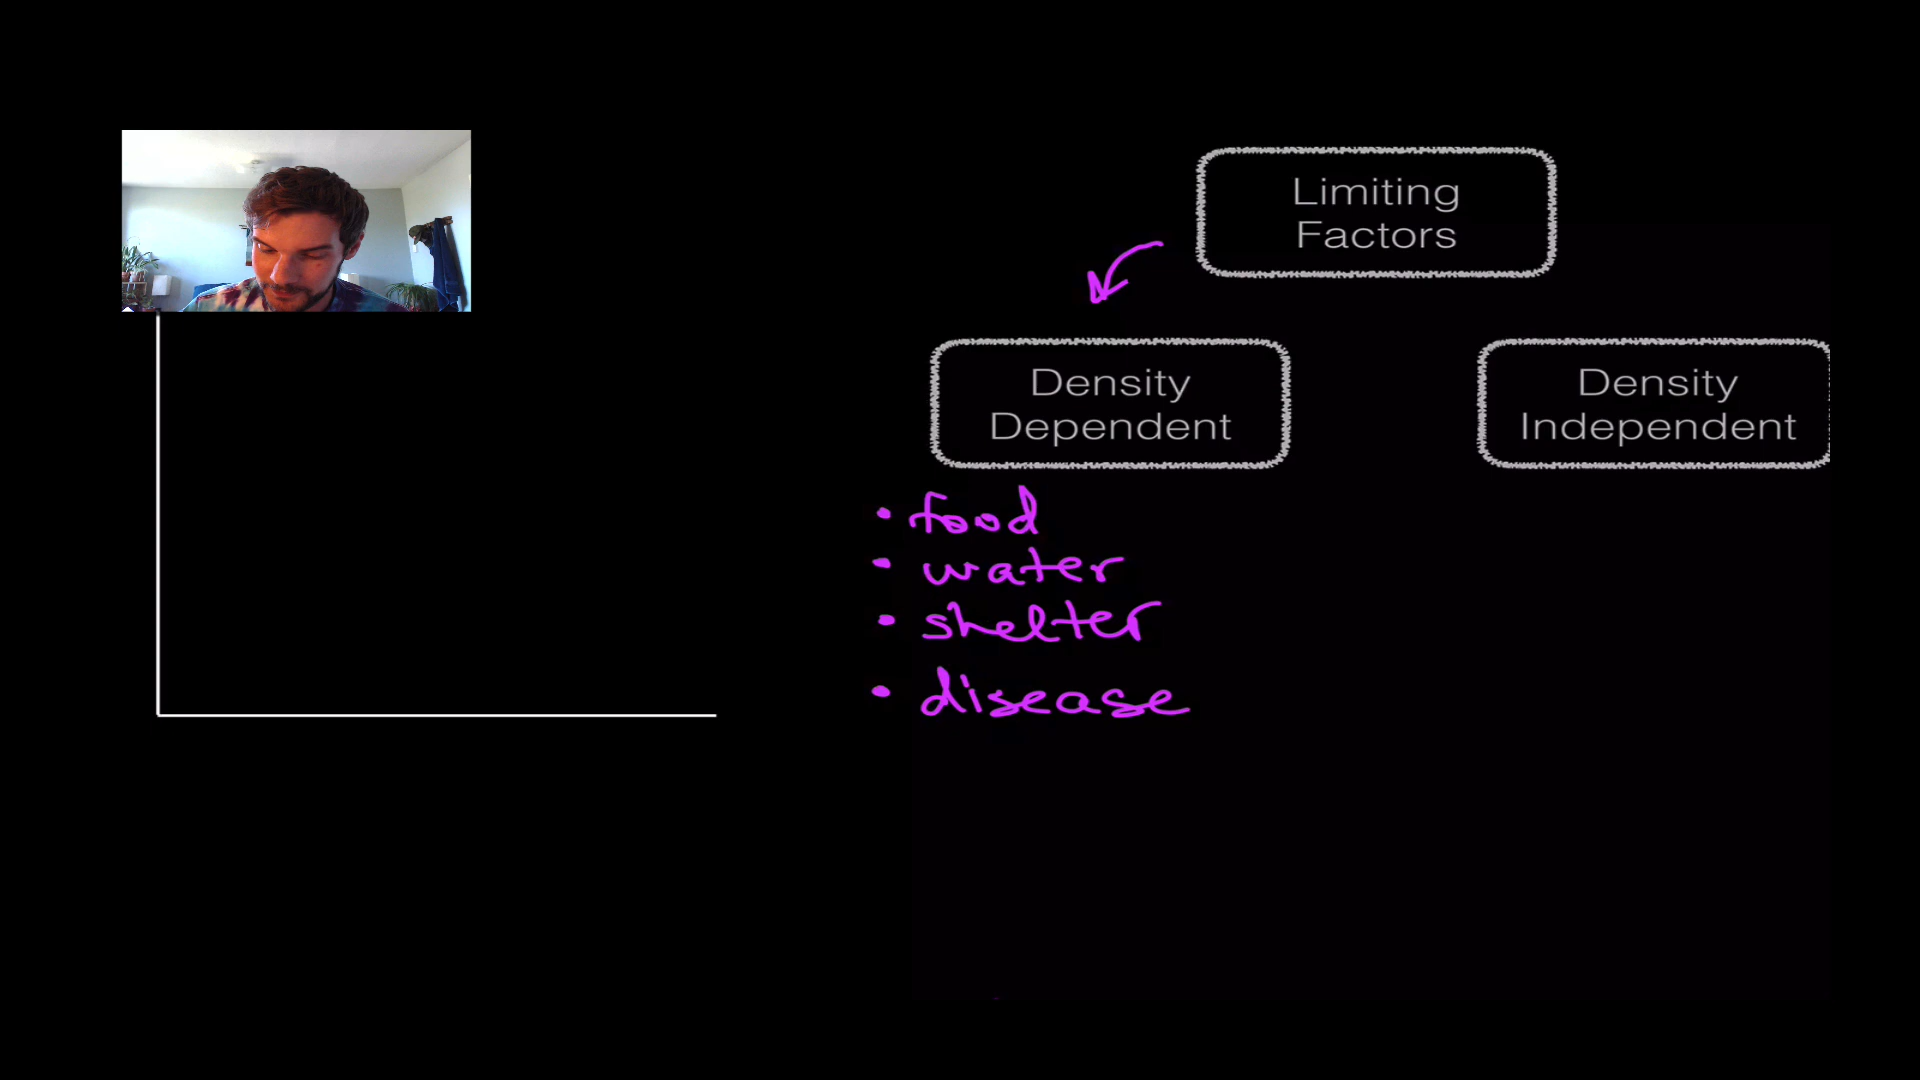 Limiting
Factors
Density
Dependent
Density
Independent
• food
• water
• shelter
• disease